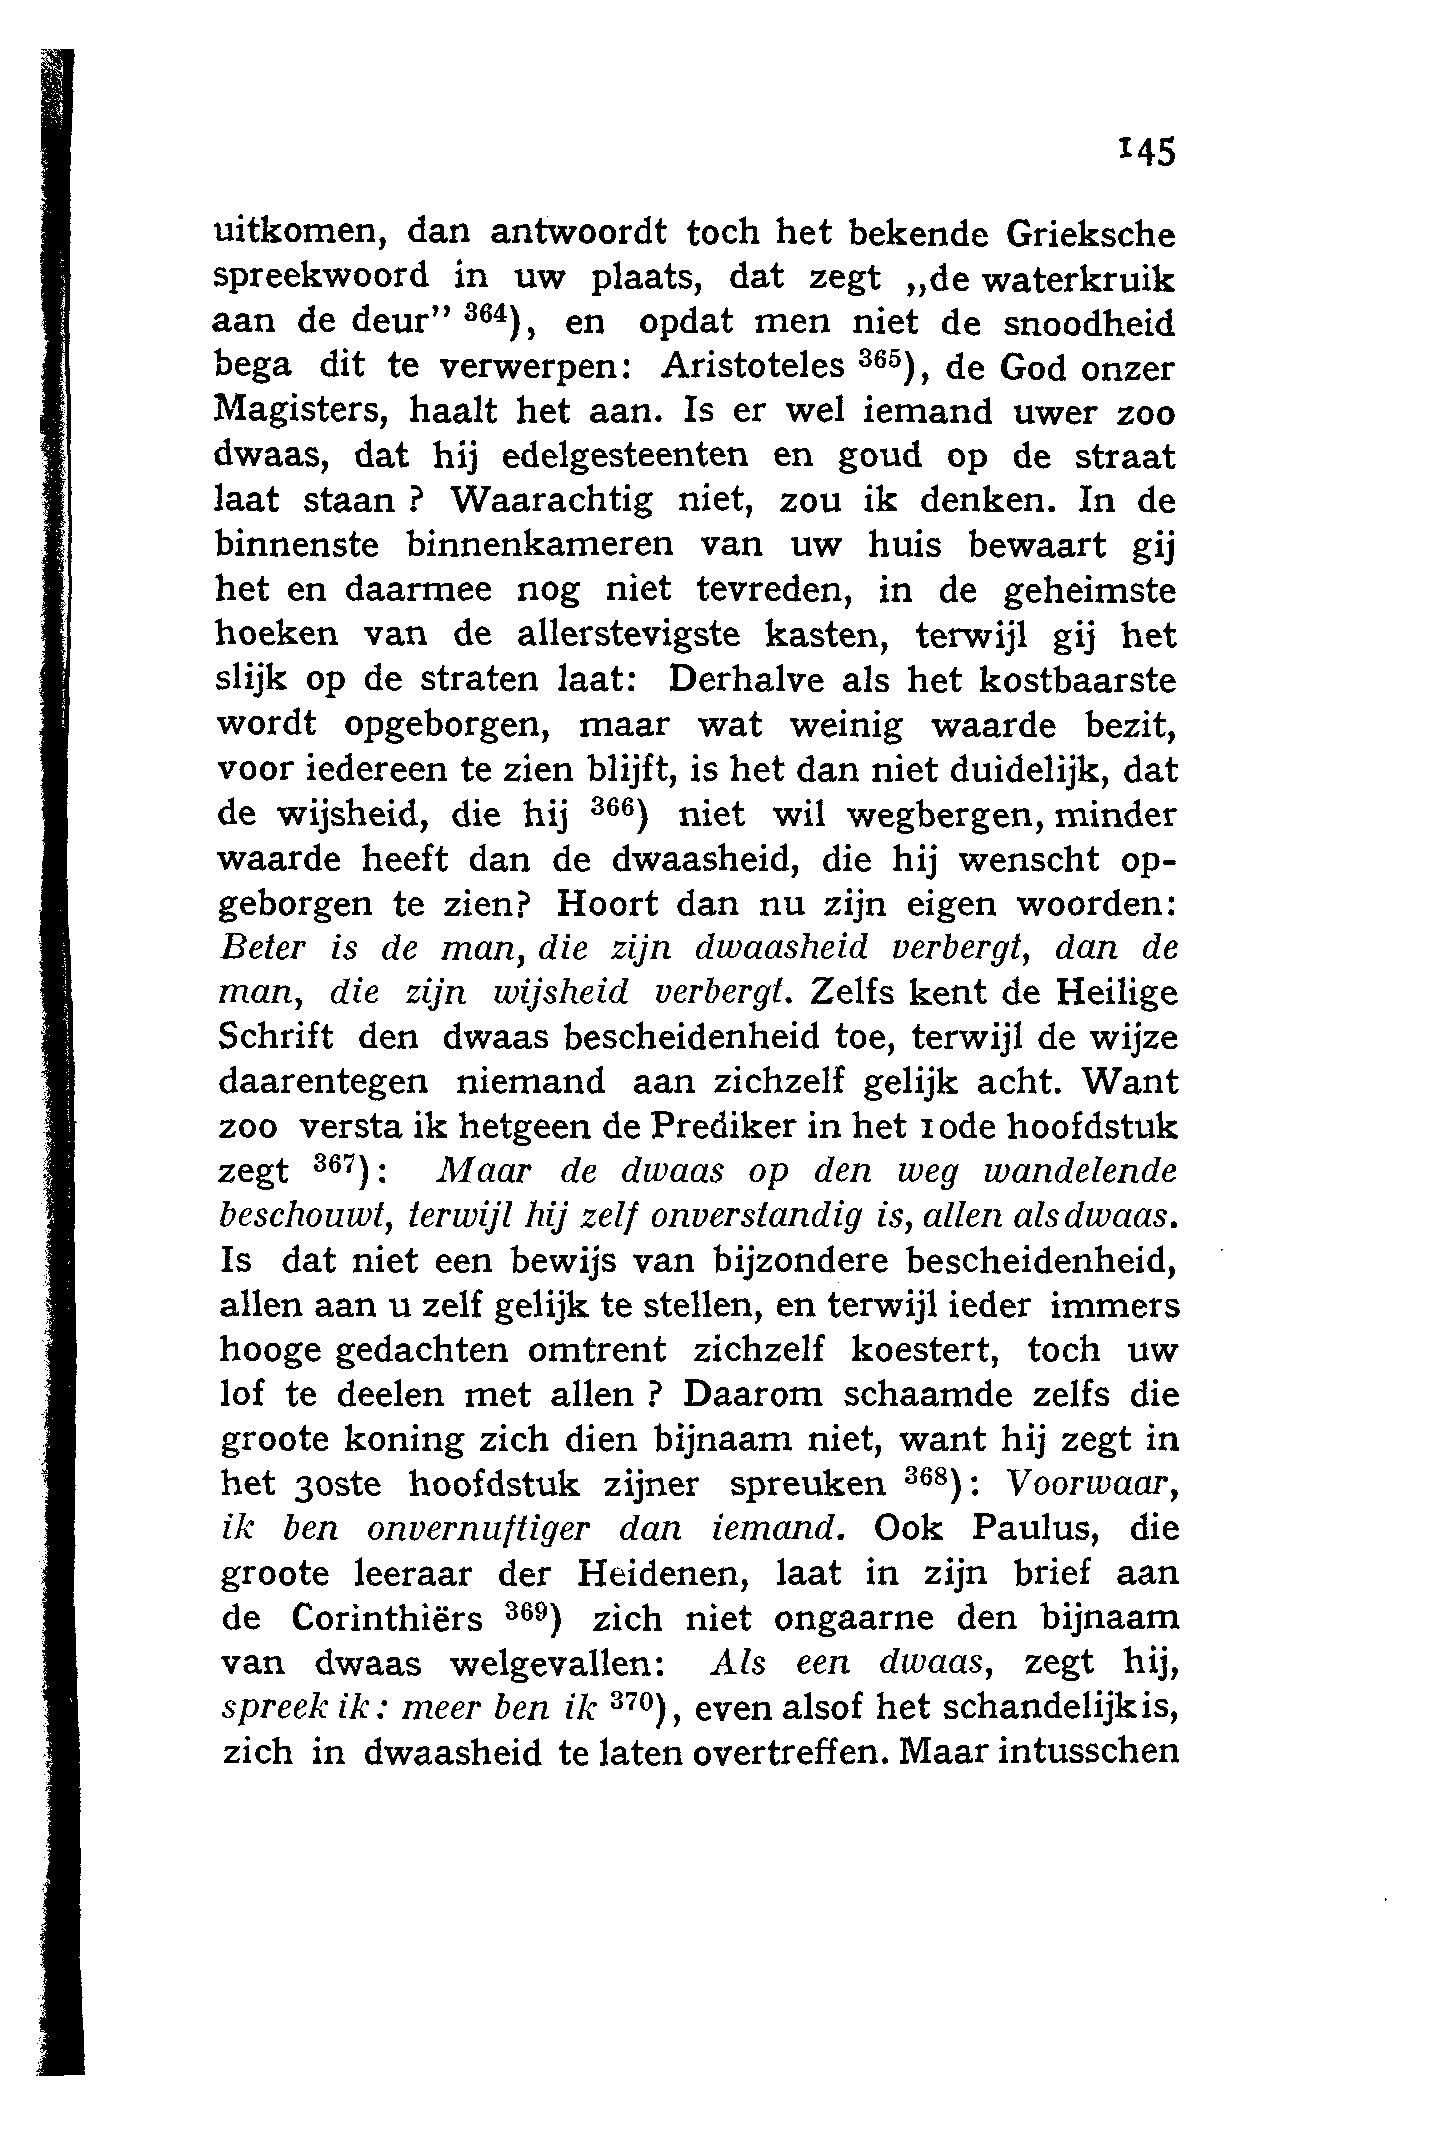 145
uitkomen, dan antwoordt toch het bekende Grieksche
spreekwoord in uw plaats, dat zegt „de waterkruik
aan de deur” ³⁶⁴), en opdat men niet de snoodheid
bega dit te verwerpen: Aristoteles ³⁶⁵), de God onzer
Magisters, haalt het aan. Is er wel iemand uwer zoo
dwaas, dat hij edelgesteenten en goud op de straat
laat staan ? Waarachtig niet, zou ik denken. In de
binnenste binnenkameren van uw huis bewaart gij
het en daarmee nog niet tevreden, in de geheimste
hoeken van de allerstevigste kasten, terwijl gij het
slijk op de straten laat: Derhalve als het kostbaarste
wordt opgeborgen, maar wat weinig waarde bezit,
voor iedereen te zien blijft, is het dan niet duidelijk, dat
de wijsheid, die hij ³⁶⁶) niet wil wegbergen, minder
waarde heeft dan de dwaasheid, die hij wenscht op-
geborgen te zien? Hoort dan nu zijn eigen woorden:
Beter is de man, die zijn dwaasheid verbergt, dan de
man, die zijn wijsheid verbergt. Zelfs kent de Heilige
Schrift den dwaas bescheidenheid toe, terwijl de wijze
daarentegen niemand aan zichzelf gelijk acht. Want
zoo versta ik hetgeen de Prediker in het 10de hoofdstuk
zegt ³⁶⁷): Maar de dwaas op den weg wandelende
beschouwt, terwijl hij zelf onverstandig is, allen als dwaas.
Is dat niet een bewijs van bijzondere bescheidenheid,
allen aan u zelf gelijk te stellen, en terwijl ieder immers
hooge gedachten omtrent zichzelf koestert, toch uw
lof te deelen met allen ? Daarom schaamde zelfs die
groote koning zich dien bijnaam niet, want hij zegt in
het 30ste hoofdstuk zijner spreuken ³⁶⁸): Voorwaar,
ik ben onvernuftiger dan iemand. Ook Paulus, die
groote leeraar der Heidenen, laat in zijn brief aan
de Corinthiërs ³⁶⁹) zich niet ongaarne den bijnaam
van dwaas welgevallen: Als een dwaas, zegt hij,
spreek ik: meer ben ik ³⁷⁰), even alsof het schandelijk is,
zich in dwaasheid te laten overtreffen. Maar intusschen